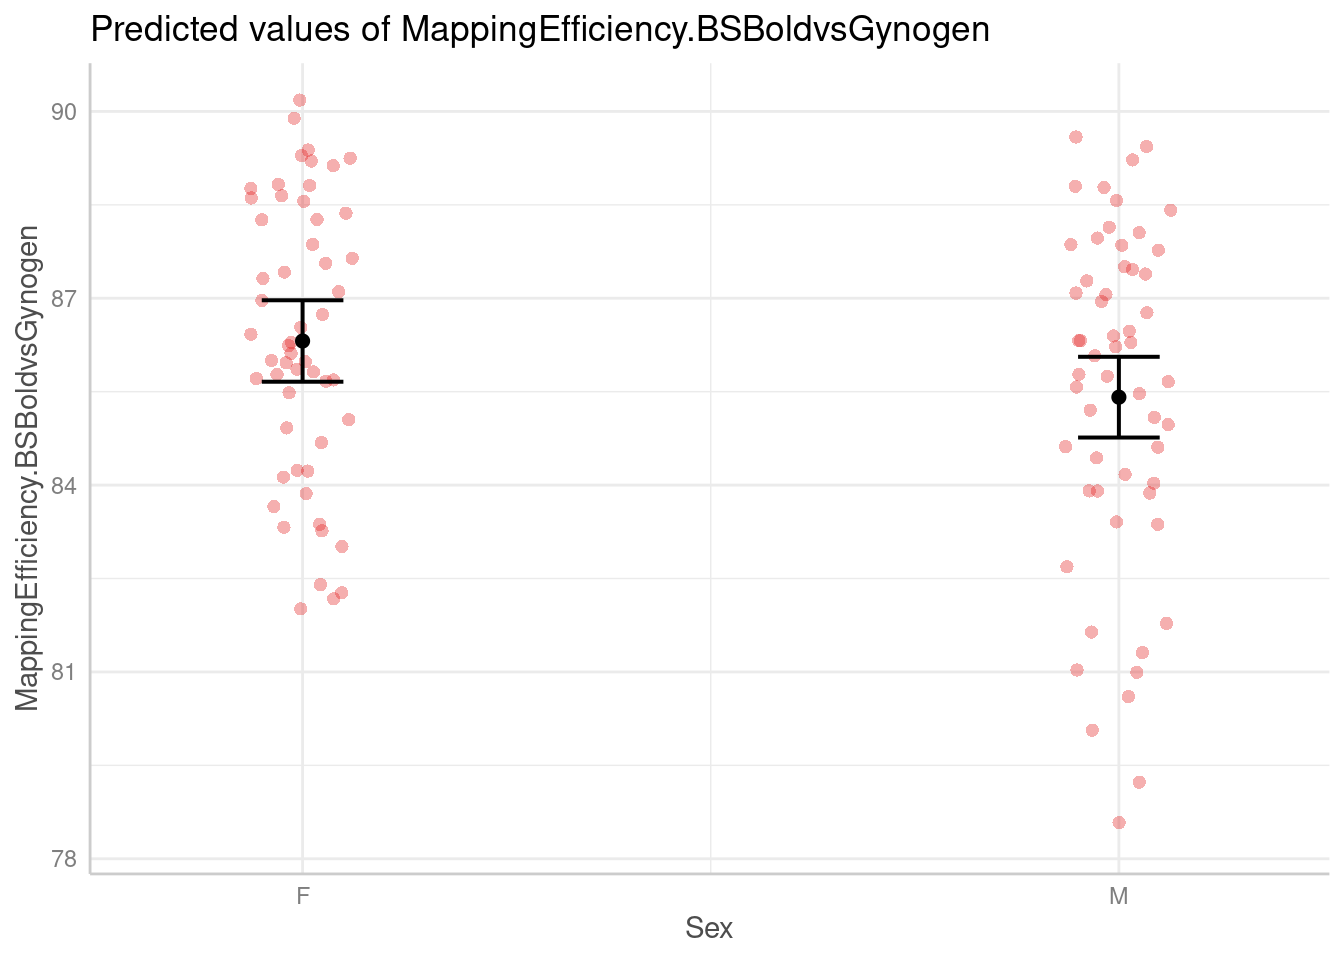 Predicted values of MappingEfficiency.BSBoldvsGynogen
MappingEfficiency.BSBoldvsGynogen
90
87
84
81
78
F
M
Sex